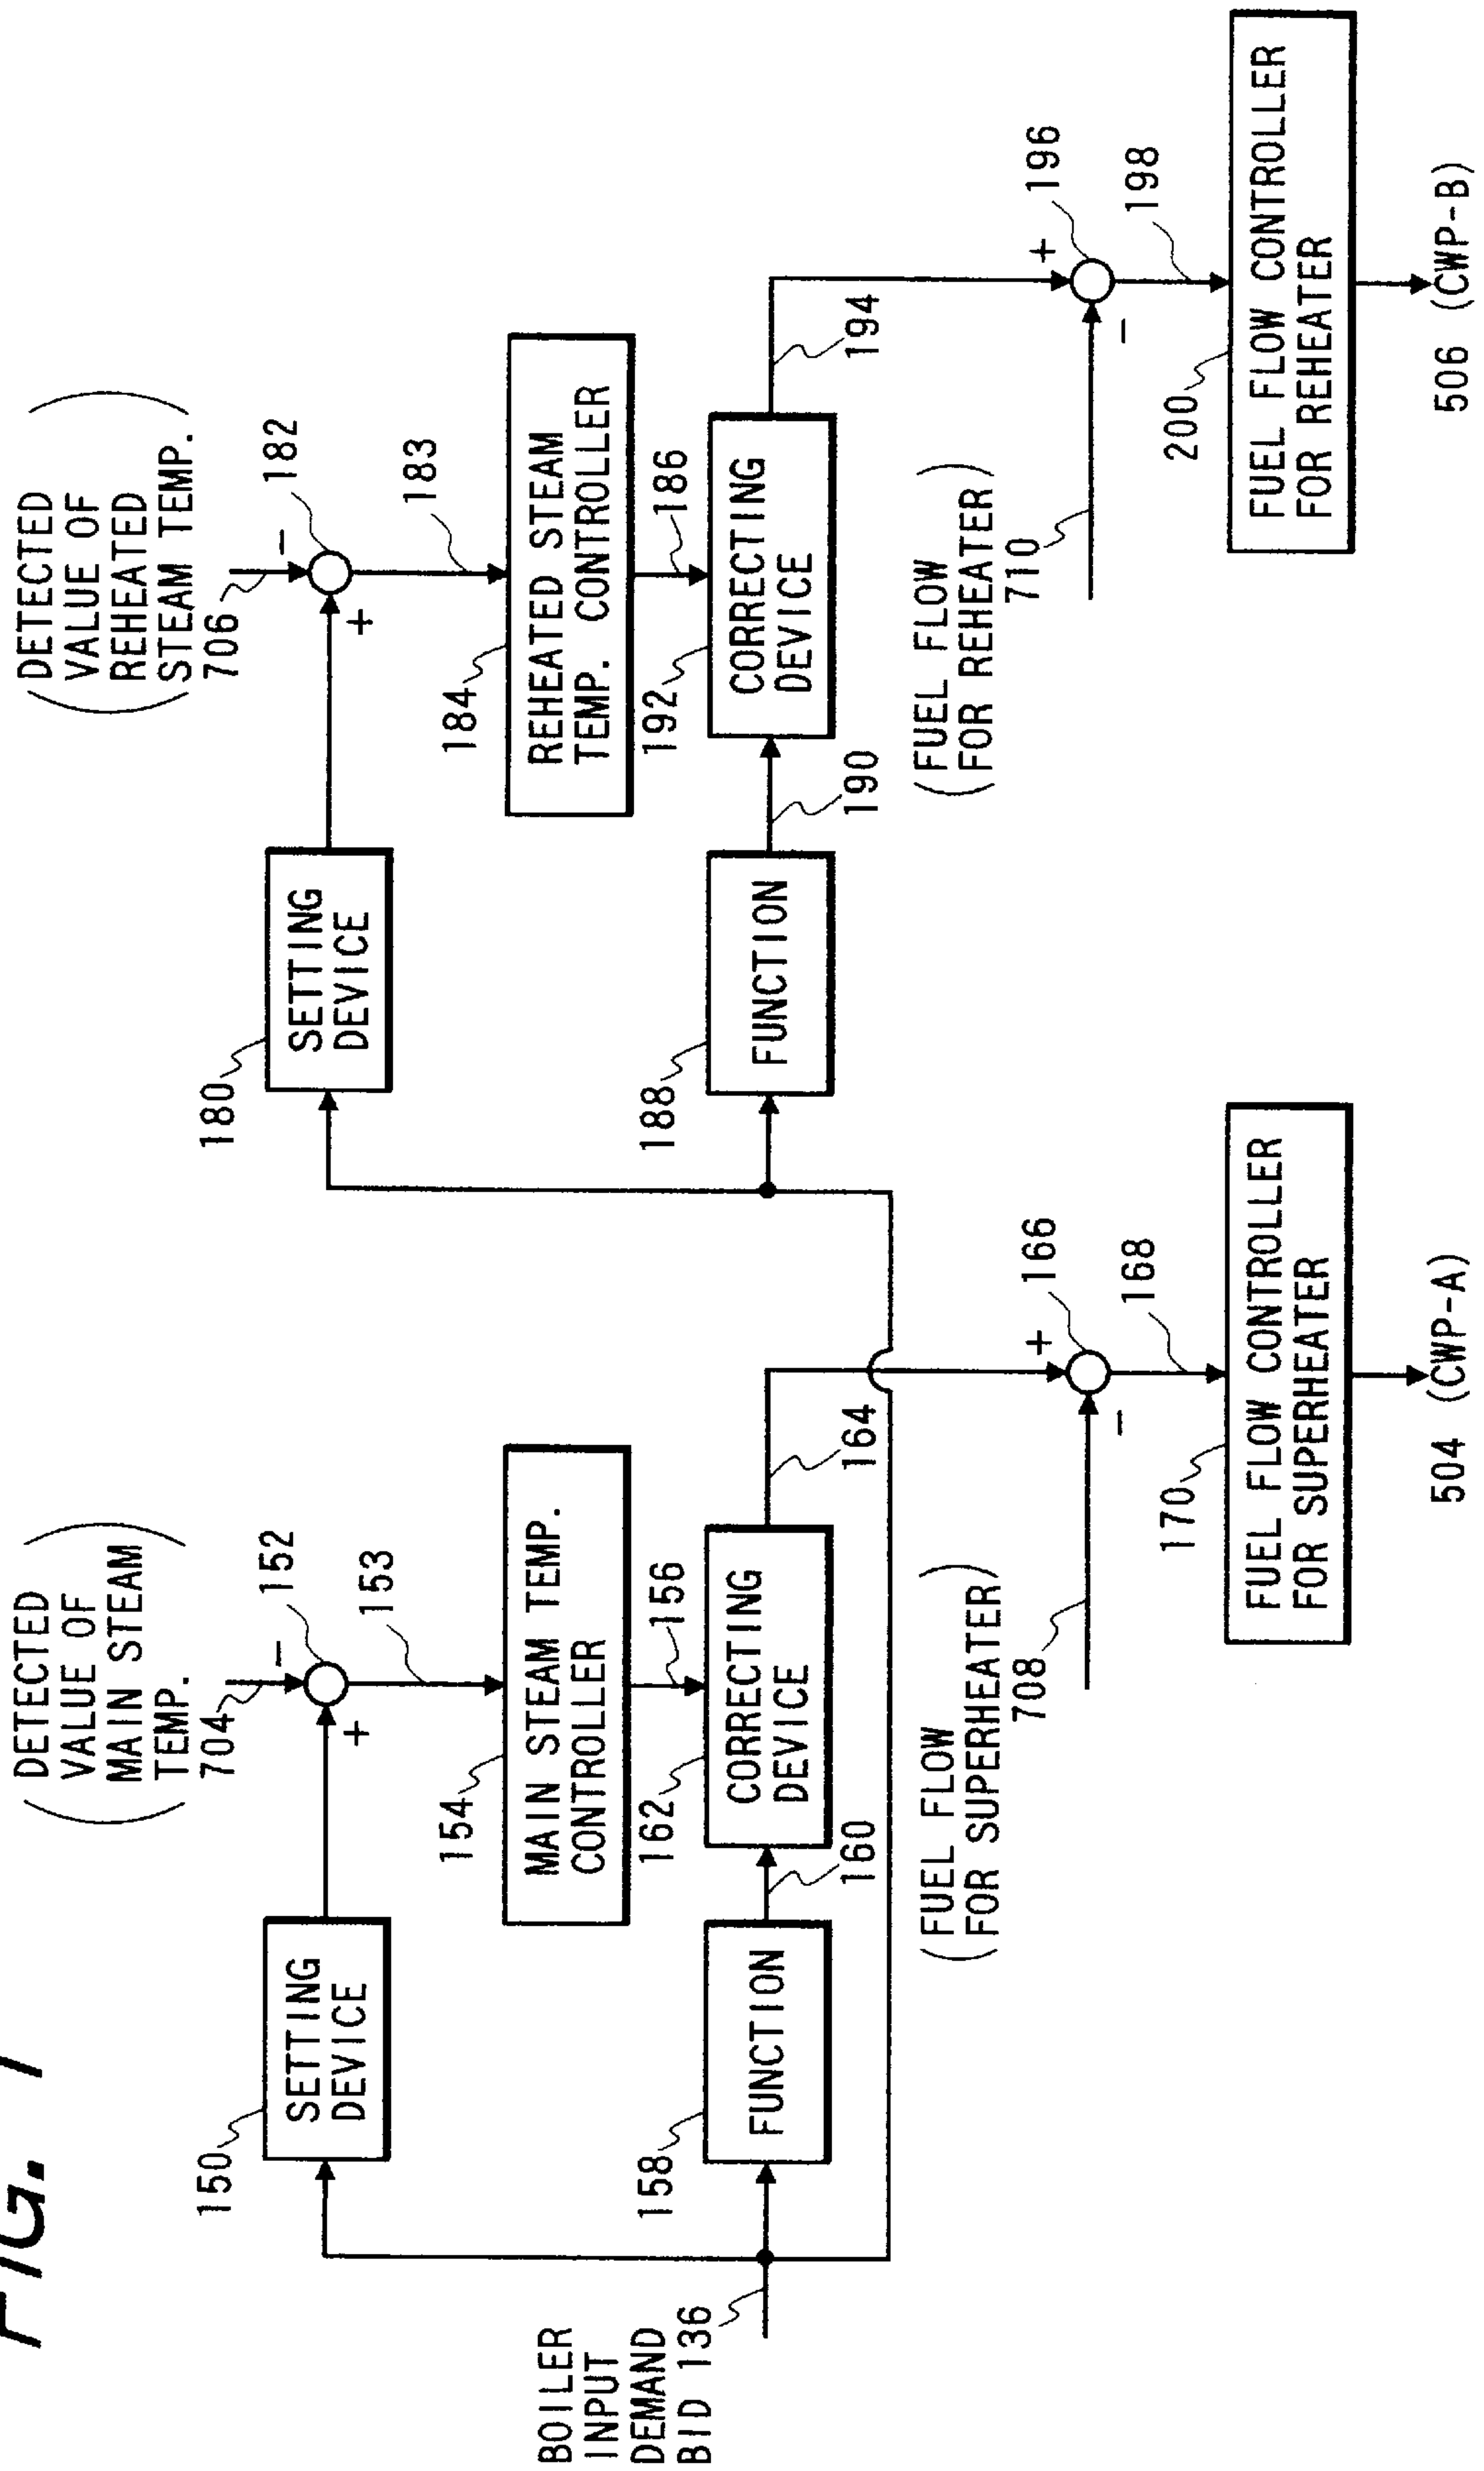 FIG.
(DETECTED
VALUE OF
MAIN STEAM
TEMP.)
704
(DETECTED
VALUE OF
REHEATED
STEAM TEMP.)
706
150
SETTING
DEVICE
+
−
152
153
180
SETTING
DEVICE
+
−
182
183
154
MAIN STEAM TEMP.
CONTROLLER
156
184
REHEATED STEAM
TEMP. CONTROLLER
186
BOILER
INPUT
DEMAND
BID 136
158
FUNCTION
160
162
CORRECTING
DEVICE
164
188
FUNCTION
190
192
CORRECTING
DEVICE
194
(FUEL FLOW
FOR SUPERHEATER)
708
+
−
166
168
(FUEL FLOW
FOR REHEATER)
710
+
−
196
198
170
FUEL FLOW CONTROLLER
FOR SUPERHEATER
200
FUEL FLOW CONTROLLER
FOR REHEATER
504 (CWP-A)
506 (CWP-B)